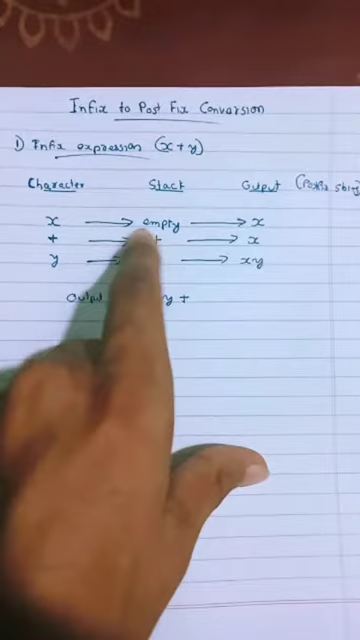 Infix to Post Fix Conversion
1) Infix expression (x+y)
Character Stack Output (Postfix string
x → empty → x
+ → + → x
y → → xy
Output y +